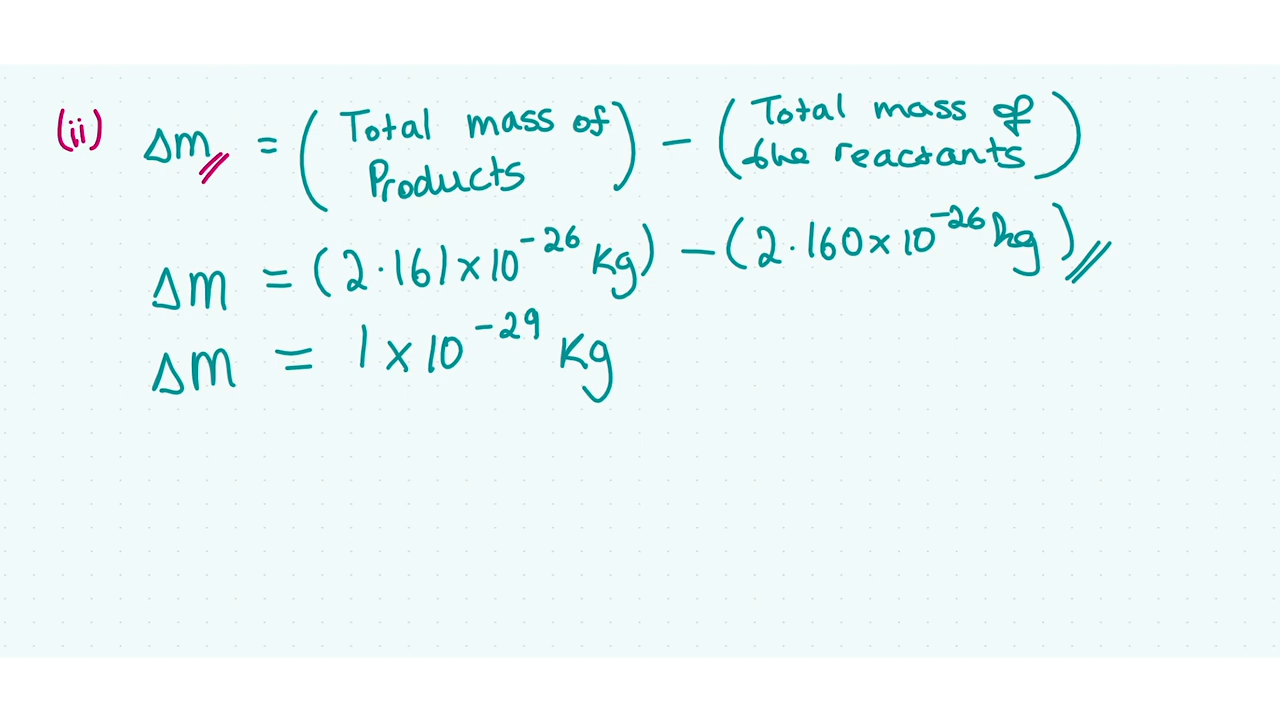 (ii) Δm = (Total mass of Products) - (Total mass of the reactants)
Δm = (2.161 × 10⁻²⁶ Kg) - (2.160 × 10⁻²⁶ kg)
Δm = 1 × 10⁻²⁹ Kg